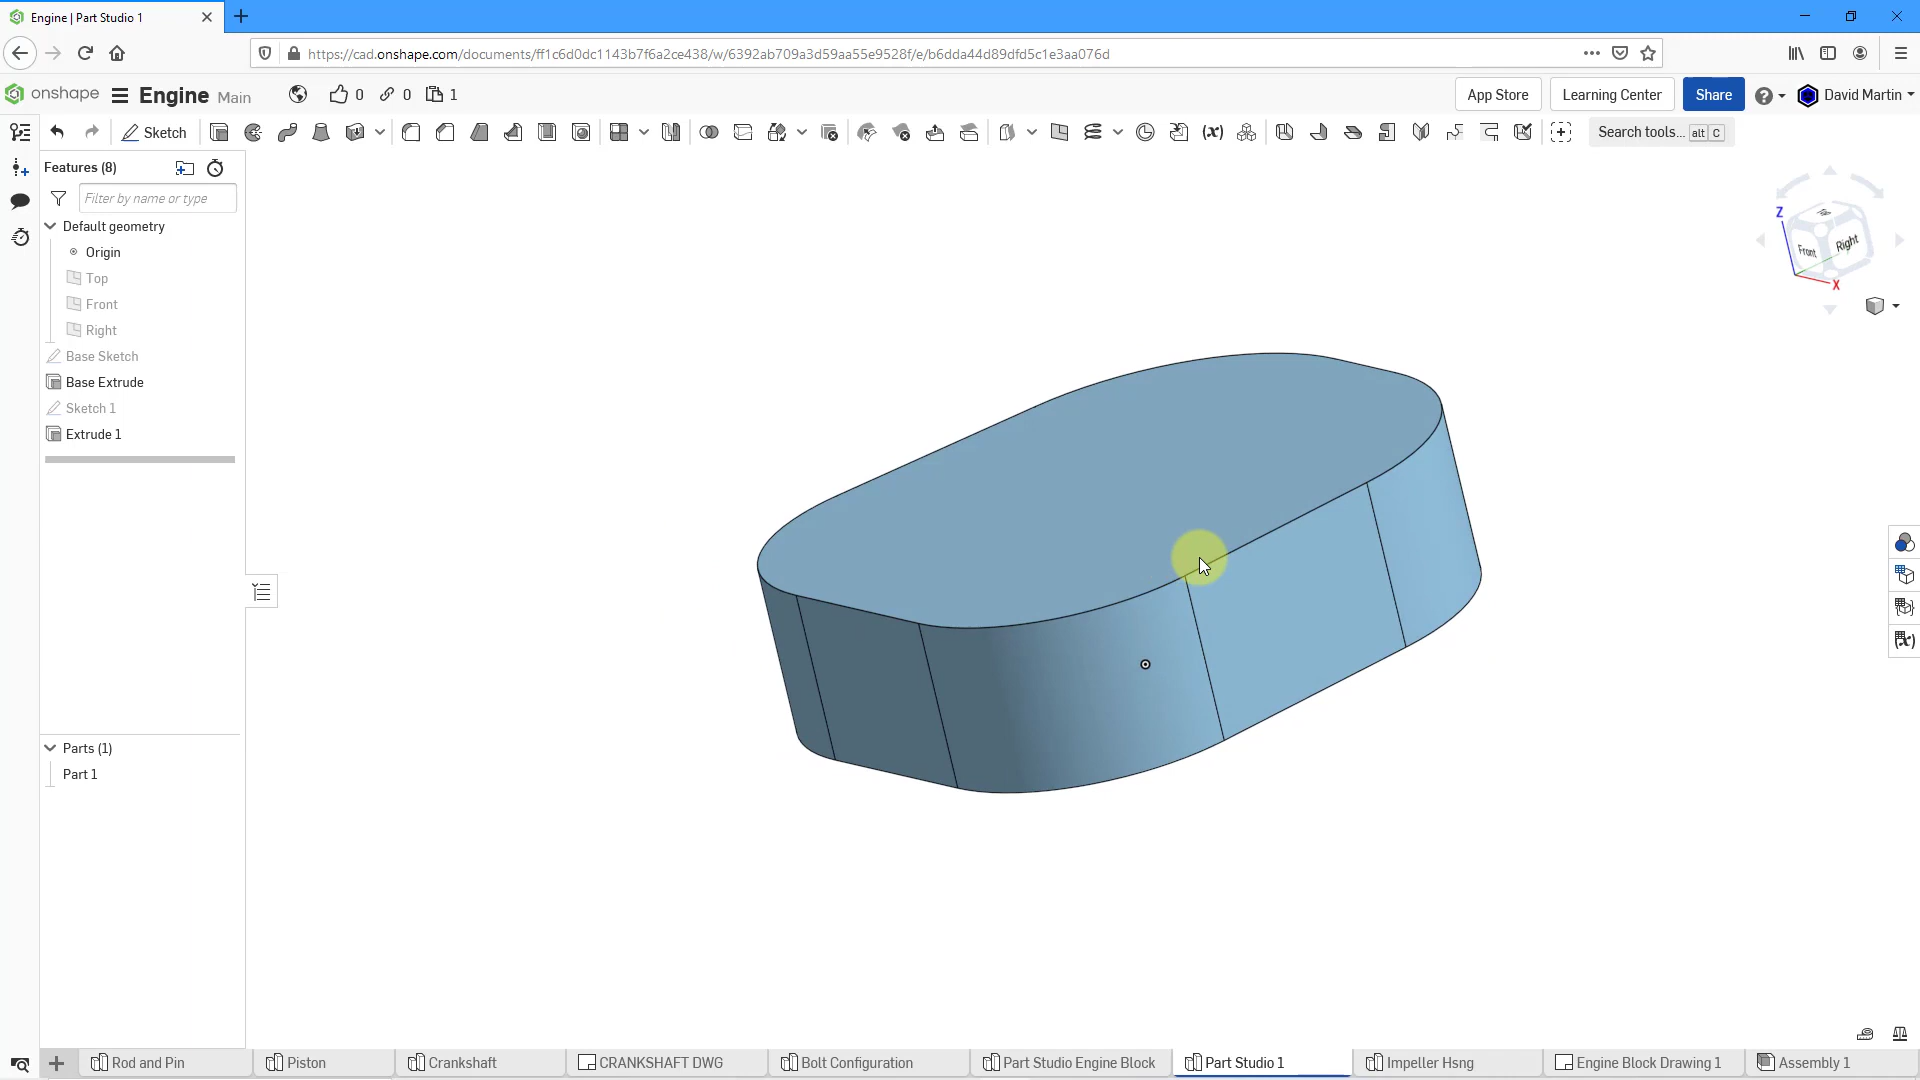 Engine | Part Studio 1
https://cad.onshape.com/documents/ff1c6d0dc1143b7f6a2ce438/w/6392ab709a3d59aa55e9528f/e/b6dda44d89dfd5c1e3aa076d
onshape Engine Main 0 0 1 App Store Learning Center Share David Martin
Sketch (x) Search tools... alt C
Features (8)
Filter by name or type
Default geometry
Origin
Top
Front
Right
Base Sketch
Base Extrude
Sketch 1
Extrude 1
Z Front Right X
(x)
Parts (1)
Part 1
Rod and Pin Piston Crankshaft CRANKSHAFT DWG Bolt Configuration Part Studio Engine Block Part Studio 1 Impeller Hsng Engine Block Drawing 1 Assembly 1